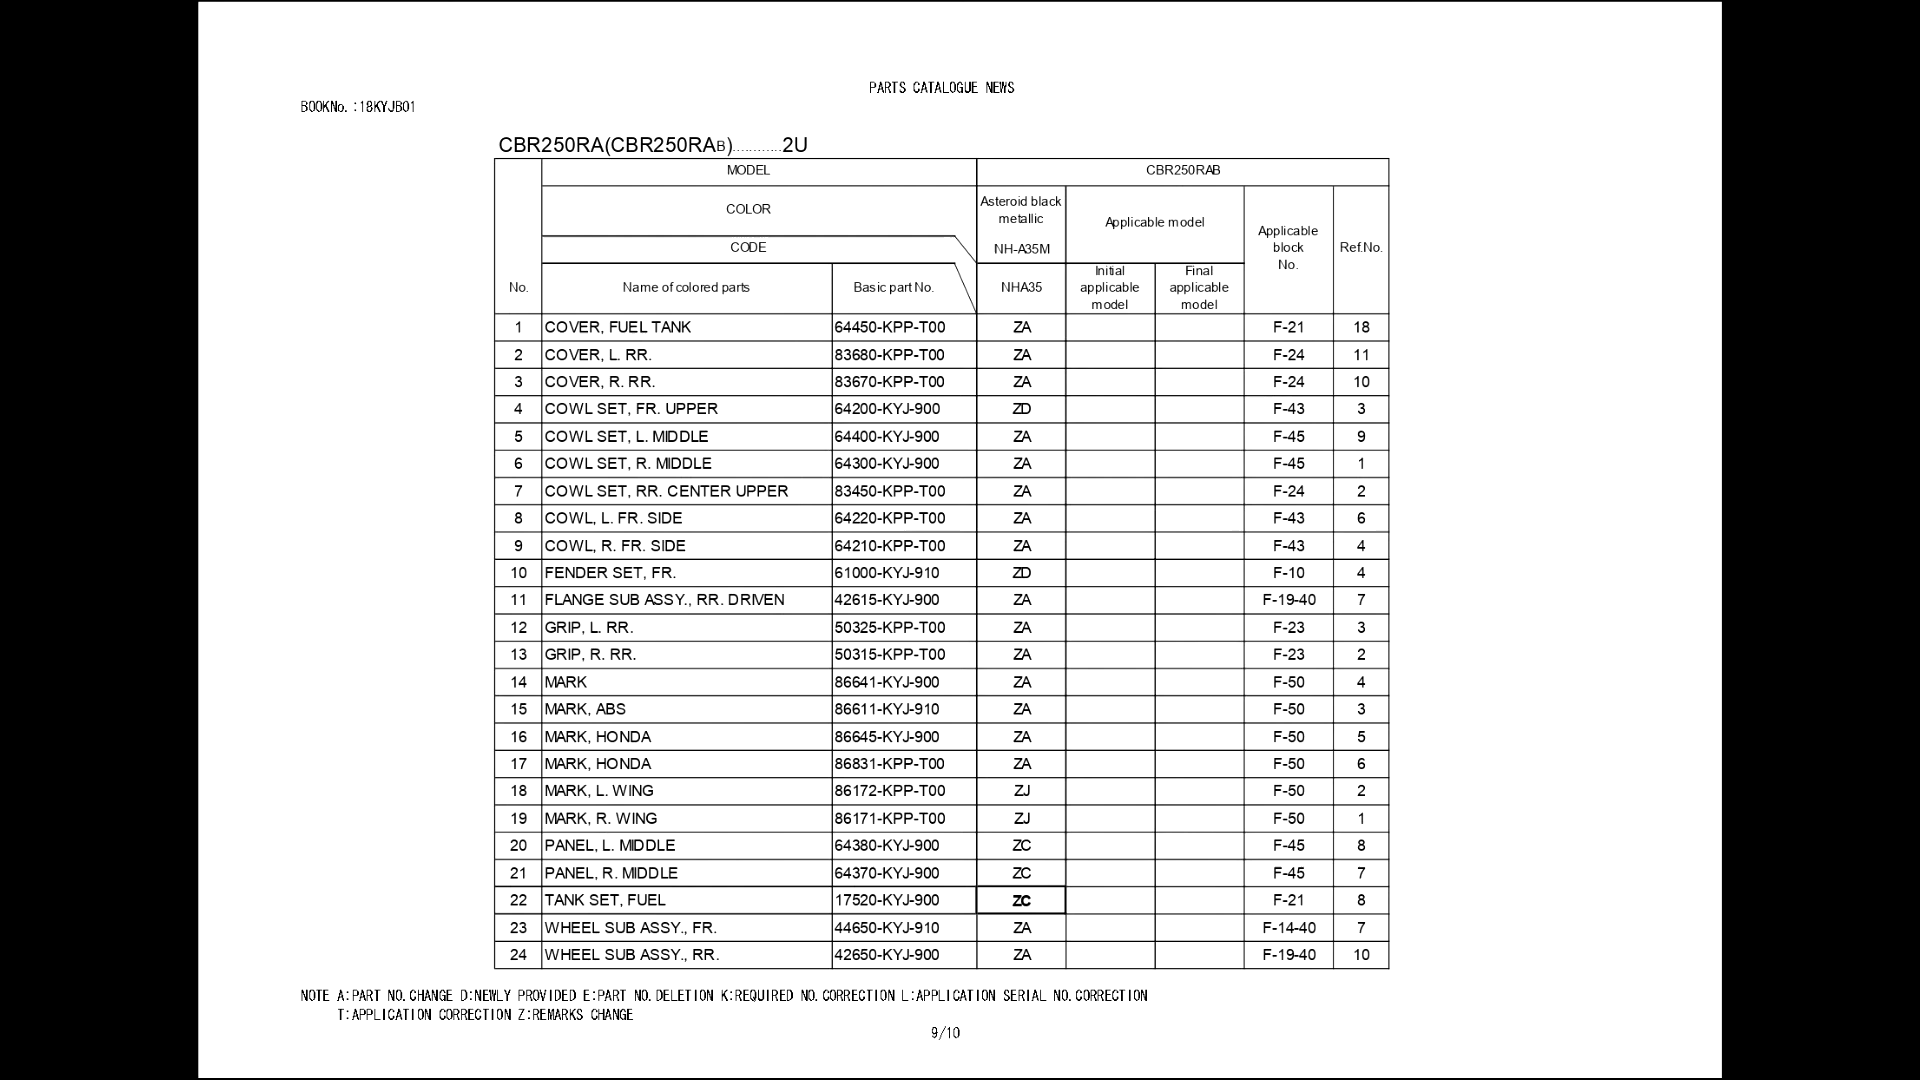 PARTS CATALOGUE NEWS
BOOKNo.:18KYJB01
CBR250RA(CBR250RAB)............2U
MODEL CBR250RAB
COLOR Asteroid black metallic NH-A35M Applicable model Applicable block No. Ref.No.
CODE
No. Name of colored parts Basic part No. NHA35 Initial applicable model Final applicable model
1 COVER, FUEL TANK 64450-KPP-T00 ZA F-21 18
2 COVER, L. RR. 83680-KPP-T00 ZA F-24 11
3 COVER, R. RR. 83670-KPP-T00 ZA F-24 10
4 COWL SET, FR. UPPER 64200-KYJ-900 ZD F-43 3
5 COWL SET, L. MIDDLE 64400-KYJ-900 ZA F-45 9
6 COWL SET, R. MIDDLE 64300-KYJ-900 ZA F-45 1
7 COWL SET, RR. CENTER UPPER 83450-KPP-T00 ZA F-24 2
8 COWL, L. FR. SIDE 64220-KPP-T00 ZA F-43 6
9 COWL, R. FR. SIDE 64210-KPP-T00 ZA F-43 4
10 FENDER SET, FR. 61000-KYJ-910 ZD F-10 4
11 FLANGE SUB ASSY., RR. DRIVEN 42615-KYJ-900 ZA F-19-40 7
12 GRIP, L. RR. 50325-KPP-T00 ZA F-23 3
13 GRIP, R. RR. 50315-KPP-T00 ZA F-23 2
14 MARK 86641-KYJ-900 ZA F-50 4
15 MARK, ABS 86611-KYJ-910 ZA F-50 3
16 MARK, HONDA 86645-KYJ-900 ZA F-50 5
17 MARK, HONDA 86831-KPP-T00 ZA F-50 6
18 MARK, L. WING 86172-KPP-T00 ZJ F-50 2
19 MARK, R. WING 86171-KPP-T00 ZJ F-50 1
20 PANEL, L. MIDDLE 64380-KYJ-900 ZC F-45 8
21 PANEL, R. MIDDLE 64370-KYJ-900 ZC F-45 7
22 TANK SET, FUEL 17520-KYJ-900 ZC F-21 8
23 WHEEL SUB ASSY., FR. 44650-KYJ-910 ZA F-14-40 7
24 WHEEL SUB ASSY., RR. 42650-KYJ-900 ZA F-19-40 10
NOTE A:PART NO.CHANGE D:NEWLY PROVIDED E:PART NO.DELETION K:REQUIRED NO.CORRECTION L:APPLICATION SERIAL NO.CORRECTION
T:APPLICATION CORRECTION Z:REMARKS CHANGE
9/10